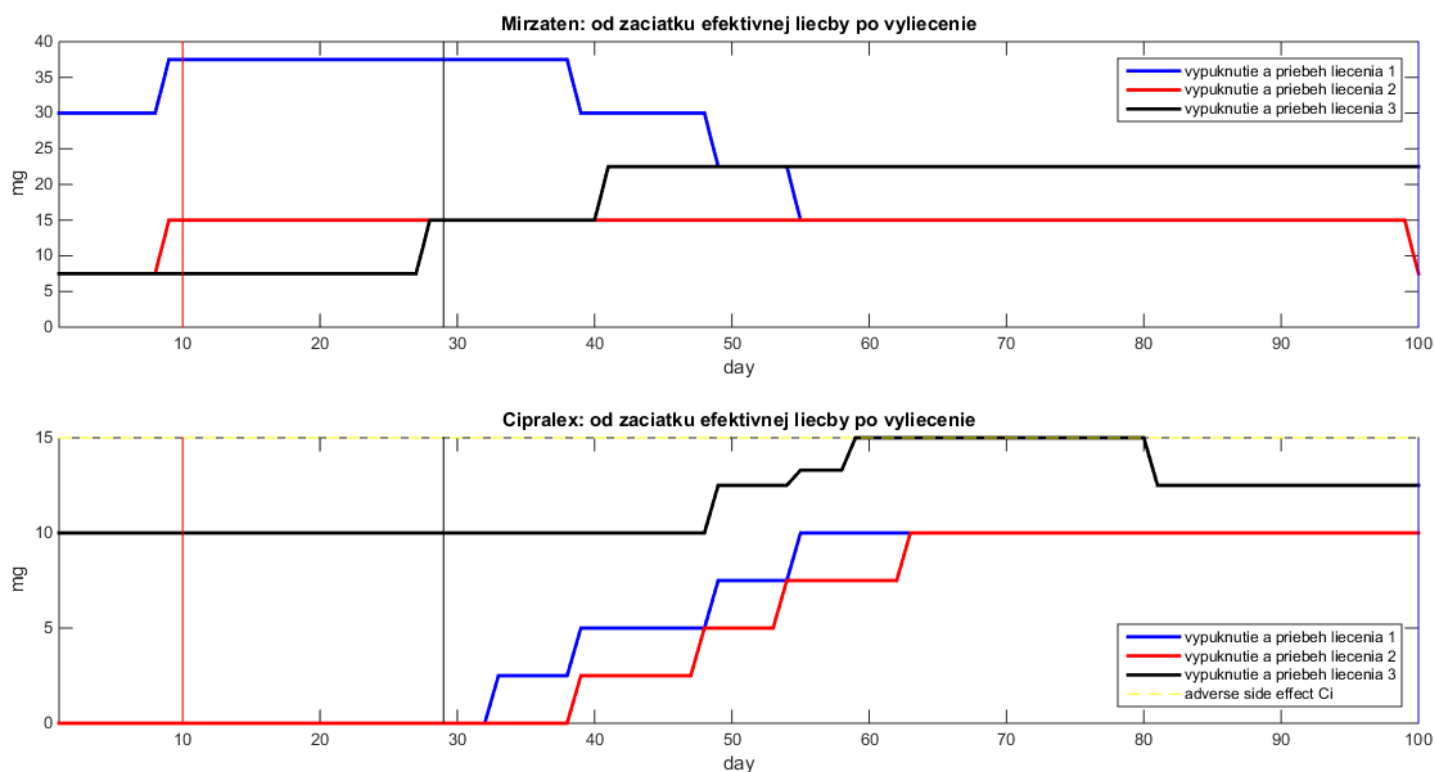 Mirzaten: od zaciatku efektivnej liecby po vyliecenie
40
35
30
25
20
15
10
5
0
mg
vypuknutie a priebeh liecenia 1
vypuknutie a priebeh liecenia 2
vypuknutie a priebeh liecenia 3
10 20 30 40 50 60 70 80 90 100
day
Cipralex: od zaciatku efektivnej liecby po vyliecenie
15
10
5
0
mg
vypuknutie a priebeh liecenia 1
vypuknutie a priebeh liecenia 2
vypuknutie a priebeh liecenia 3
adverse side effect Ci
10 20 30 40 50 60 70 80 90 100
day